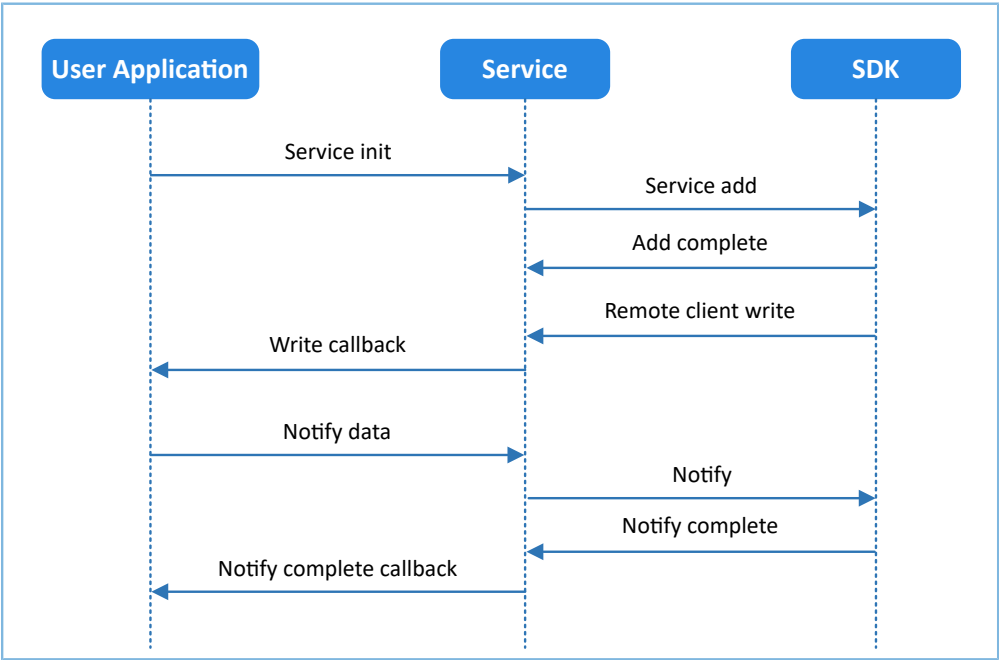 User Application
Service
SDK
Service init
Service add
Add complete
Remote client write
Write callback
Notify data
Notify
Notify complete
Notify complete callback